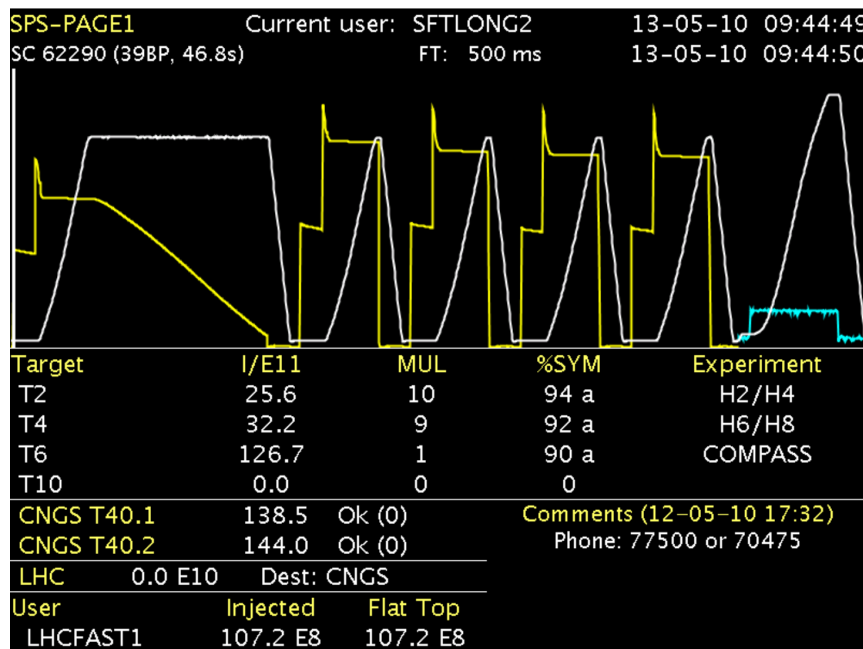 SPS-PAGE1 Current user: SFTLONG2 13-05-10 09:44:49
SC 62290 (39BP, 46.8s) FT: 500 ms 13-05-10 09:44:50
Target I/E11 MUL %SYM Experiment
T2 25.6 10 94 a H2/H4
T4 32.2 9 92 a H6/H8
T6 126.7 1 90 a COMPASS
T10 0.0 0 0
CNGS T40.1 138.5 Ok (0) Comments (12-05-10 17:32)
CNGS T40.2 144.0 Ok (0) Phone: 77500 or 70475
LHC 0.0 E10 Dest: CNGS
User Injected Flat Top
LHCFAST1 107.2 E8 107.2 E8